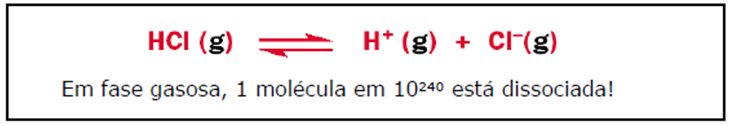 HCl (g) ⇌ H⁺ (g) + Cl⁻(g)
Em fase gasosa, 1 molécula em 10²⁴⁰ está dissociada!